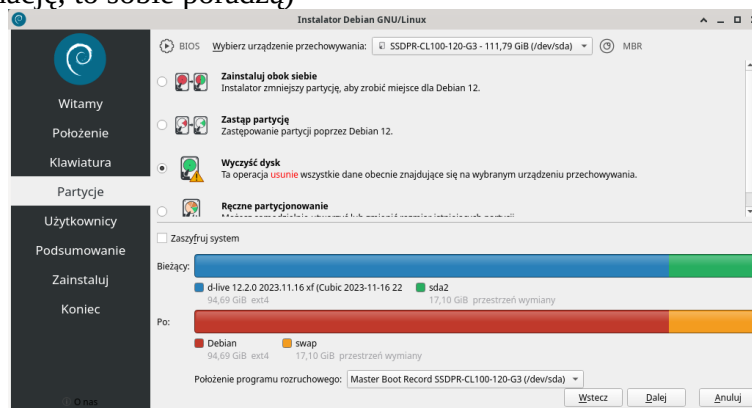 nację, to sobie poradzą)
Instalator Debian GNU/Linux
BIOS Wybierz urządzenie przechowywania: SSDPR-CL100-120-G3 - 111,79 GiB (/dev/sda) MBR
Witamy
Położenie
Klawiatura
Partycje
Użytkownicy
Podsumowanie
Zainstaluj
Koniec
O nas
Zainstaluj obok siebie
Instalator zmniejszy partycję, aby zrobić miejsce dla Debian 12.
Zastąp partycję
Zastępowanie partycji poprzez Debian 12.
Wyczyść dysk
Ta operacja usunie wszystkie dane obecnie znajdujące się na wybranym urządzeniu przechowywania.
Ręczne partycjonowanie
Zaszyfruj system
Bieżący:
d-live 12.2.0 2023.11.16 xf (Cubic 2023-11-16 22 sda2
94,69 GiB ext4 17,10 GiB przestrzeń wymiany
Po:
Debian swap
94,69 GiB ext4 17,10 GiB przestrzeń wymiany
Położenie programu rozruchowego: Master Boot Record SSDPR-CL100-120-G3 (/dev/sda)
Wstecz Dalej Anuluj